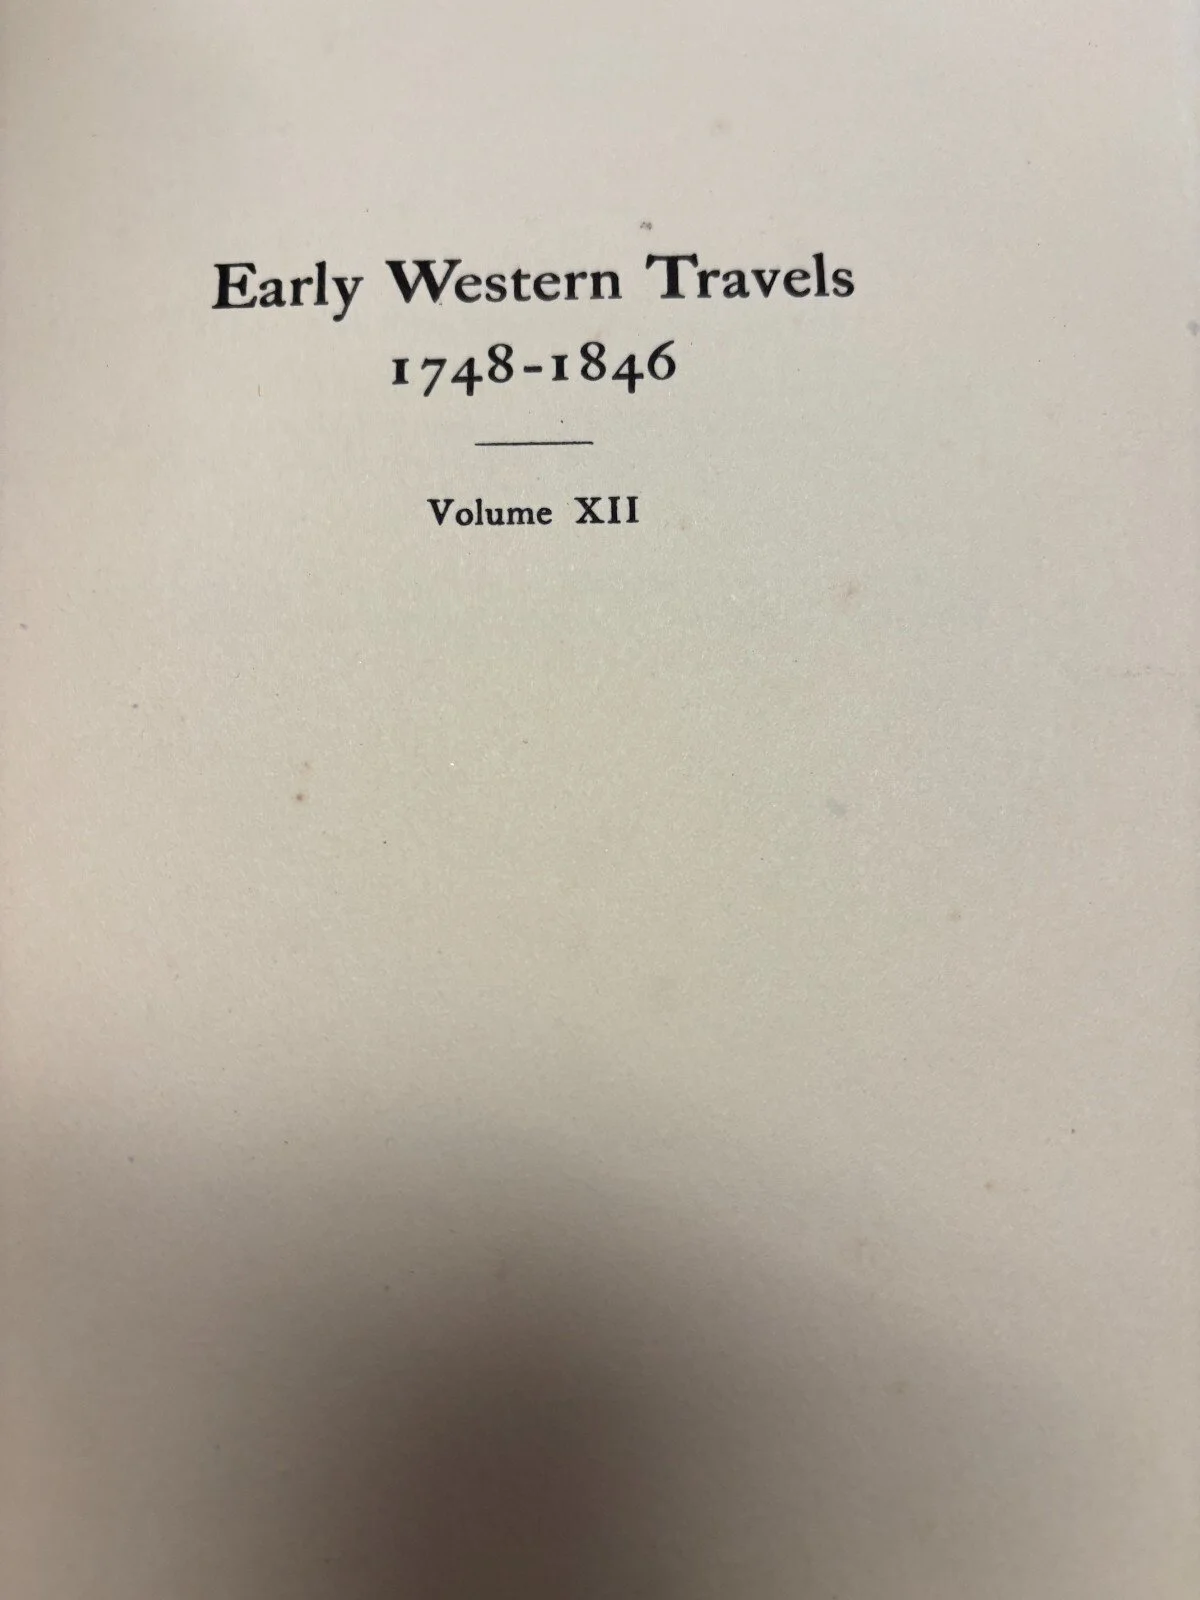 Early Western Travels
1748-1846
Volume XII